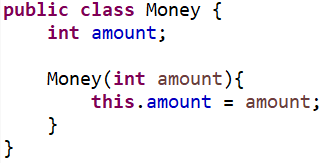 public class Money {
    int amount;

    Money(int amount){
        this.amount = amount;
    }
}